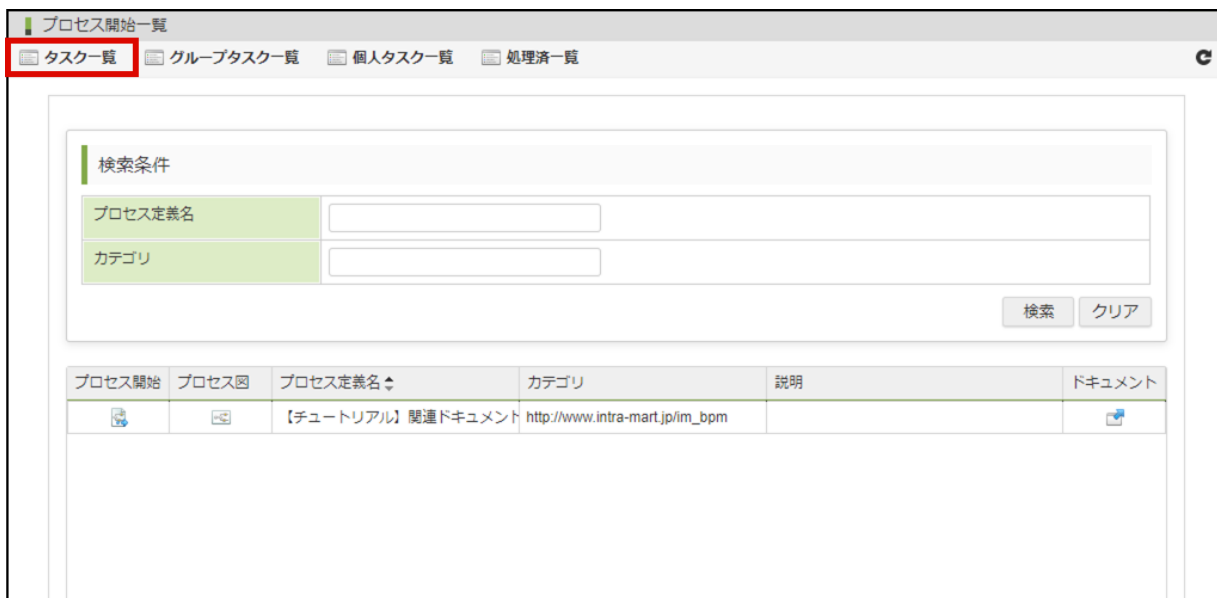 プロセス開始一覧
タスク一覧 グループタスク一覧 個人タスク一覧 処理済一覧
検索条件
プロセス定義名
カテゴリ
検索 クリア
プロセス開始 プロセス図 プロセス定義名 カテゴリ 説明 ドキュメント
【チュートリアル】関連ドキュメント http://www.intra-mart.jp/im_bpm